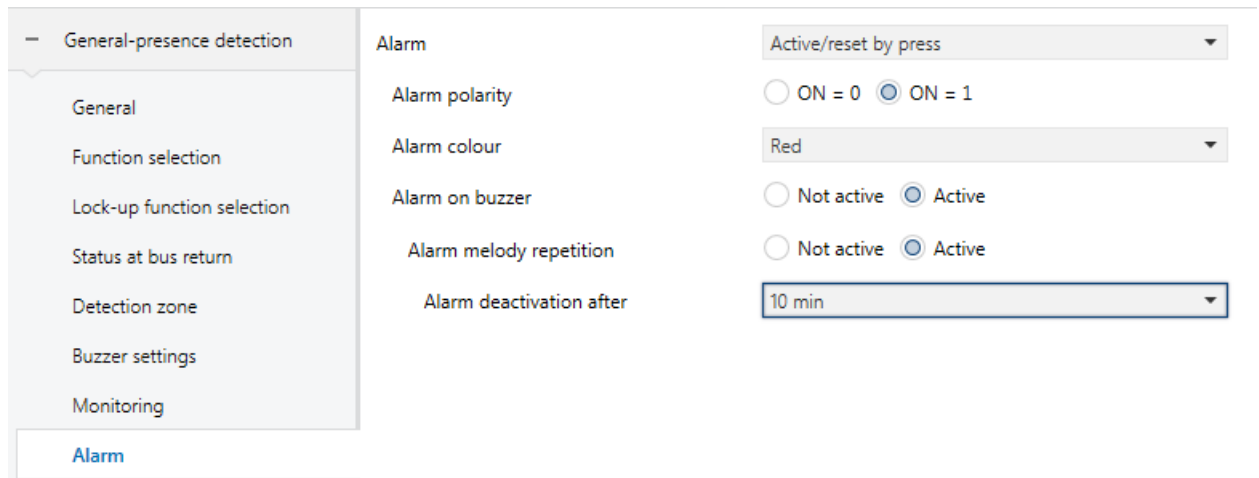 − General-presence detection
General
Function selection
Lock-up function selection
Status at bus return
Detection zone
Buzzer settings
Monitoring
Alarm
Alarm Active/reset by press
Alarm polarity ON = 0 ON = 1
Alarm colour Red
Alarm on buzzer Not active Active
Alarm melody repetition Not active Active
Alarm deactivation after 10 min